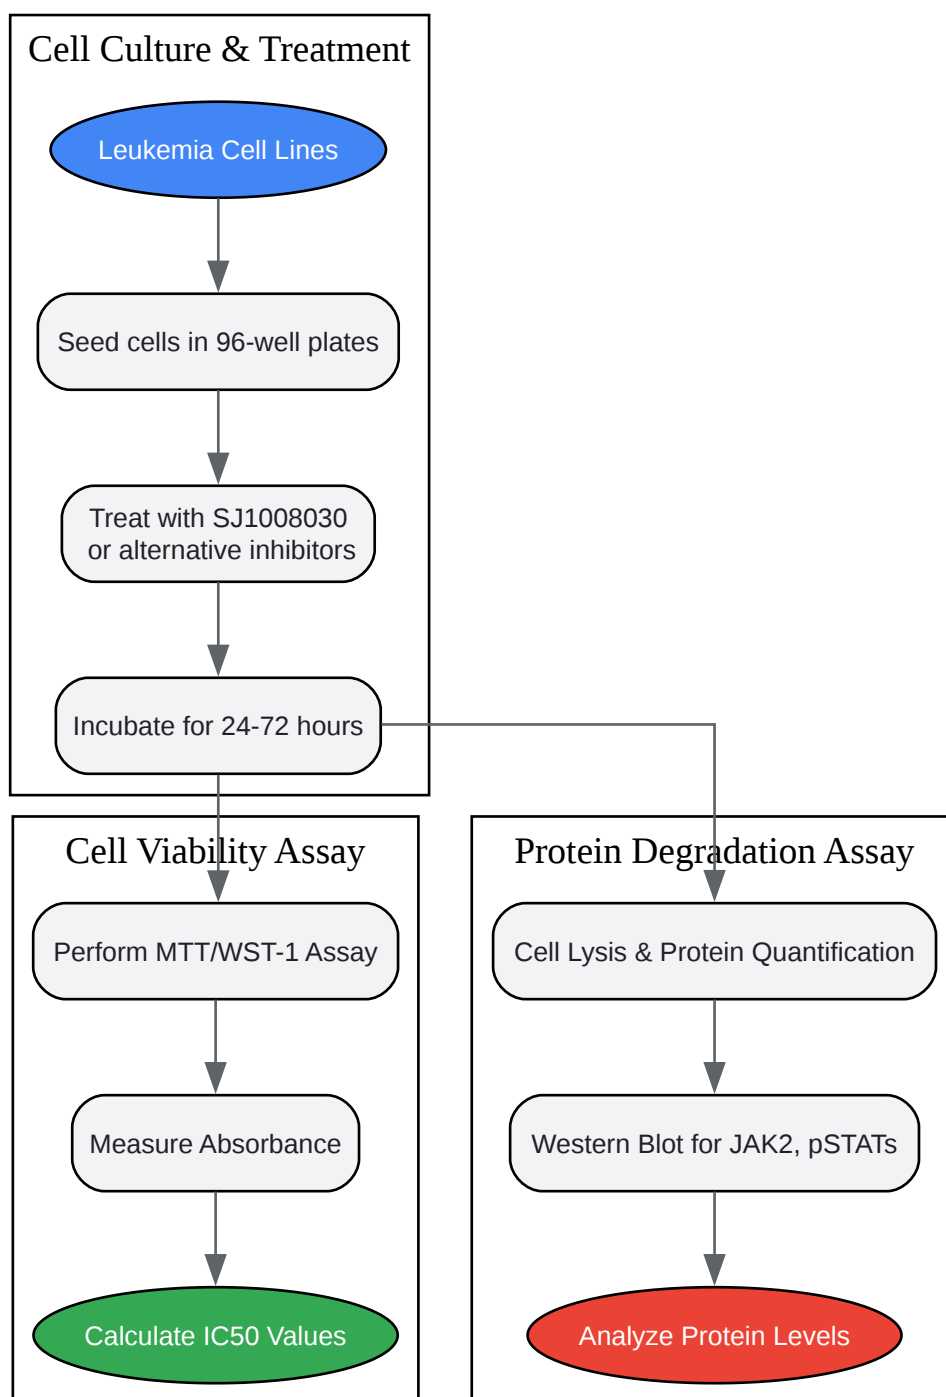 Cell Culture & Treatment
Leukemia Cell Lines
Seed cells in 96-well plates
Treat with SJ1008030
or alternative inhibitors
Incubate for 24-72 hours
Cell Viability Assay
Perform MTT/WST-1 Assay
Measure Absorbance
Calculate IC50 Values
Protein Degradation Assay
Cell Lysis & Protein Quantification
Western Blot for JAK2, pSTATs
Analyze Protein Levels